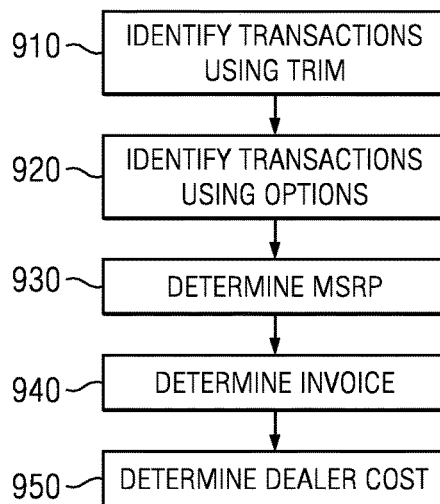 910
IDENTIFY TRANSACTIONS
USING TRIM
920
IDENTIFY TRANSACTIONS
USING OPTIONS
930
DETERMINE MSRP
940
DETERMINE INVOICE
950
DETERMINE DEALER COST